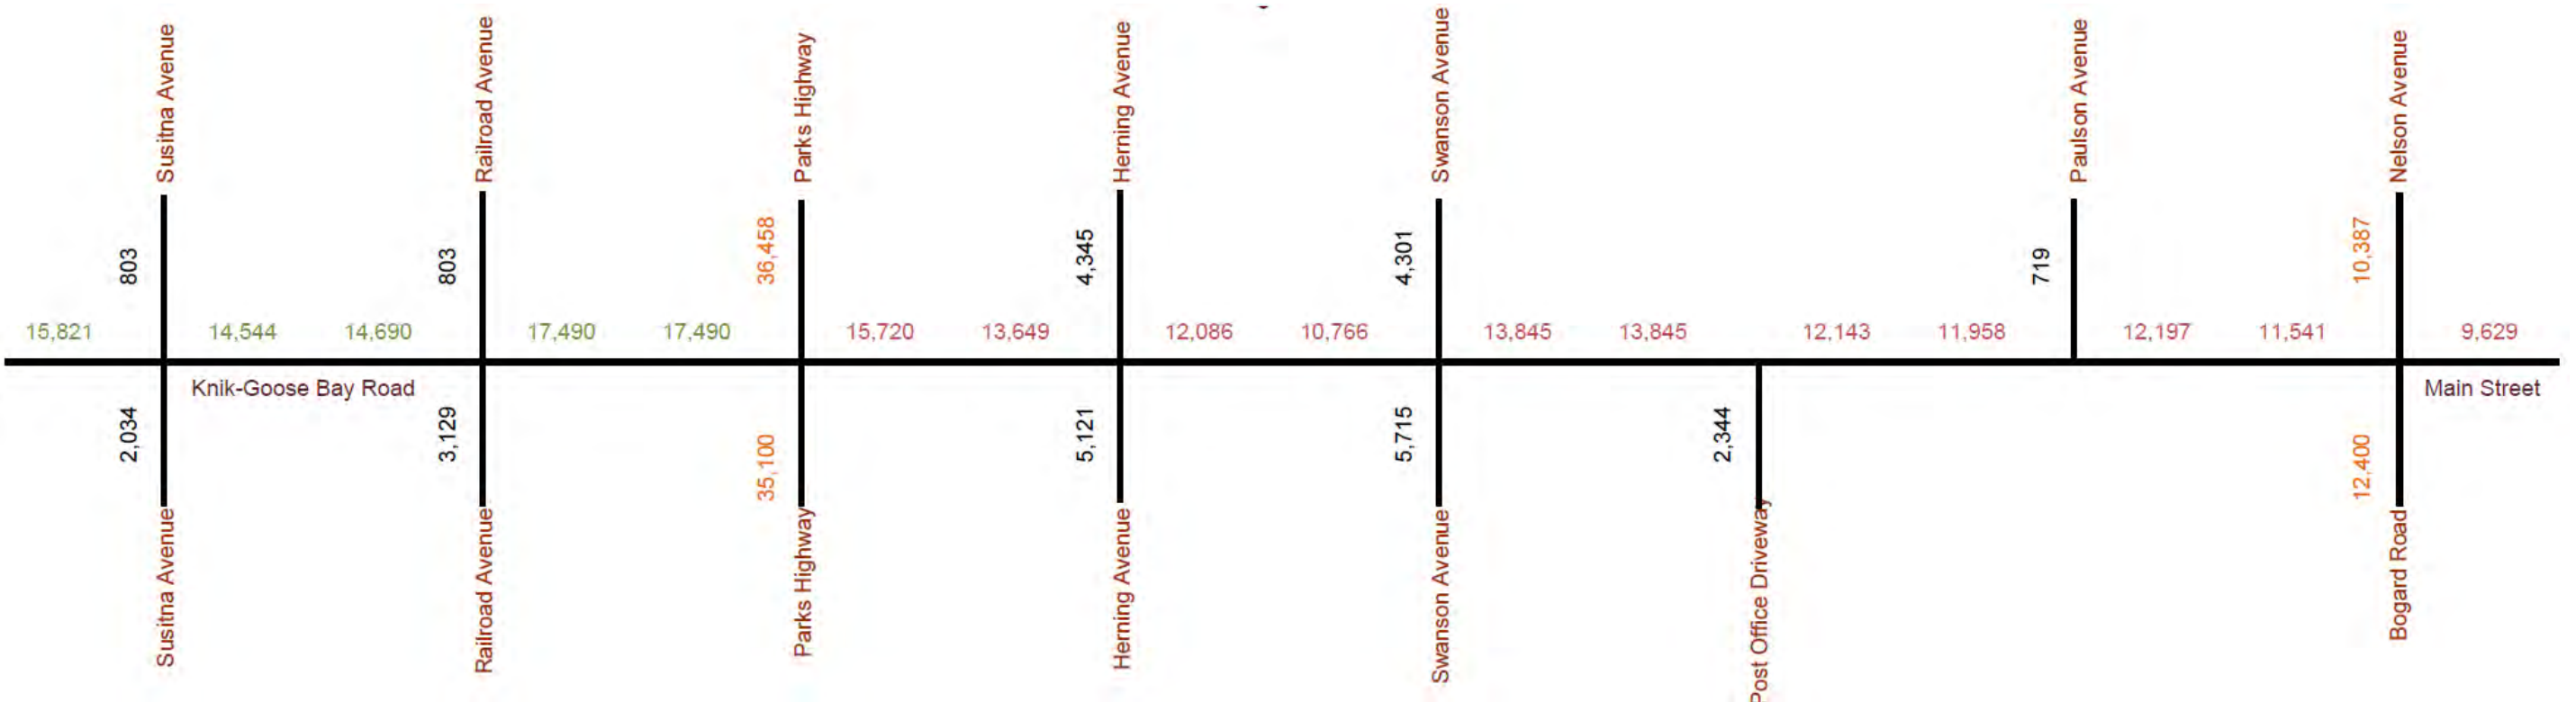 Susitna Avenue
Railroad Avenue
Parks Highway
Herning Avenue
Swanson Avenue
Paulson Avenue
Nelson Avenue
803
803
36,458
4,345
4,301
719
10,387
15,821
14,544
14,690
17,490
17,490
15,720
13,649
12,086
10,766
13,845
13,845
12,143
11,958
12,197
11,541
9,629
Knik-Goose Bay Road
Main Street
2,034
3,129
35,100
5,121
5,715
2,344
12,400
Susitna Avenue
Railroad Avenue
Parks Highway
Herning Avenue
Swanson Avenue
Post Office Driveway
Bogard Road